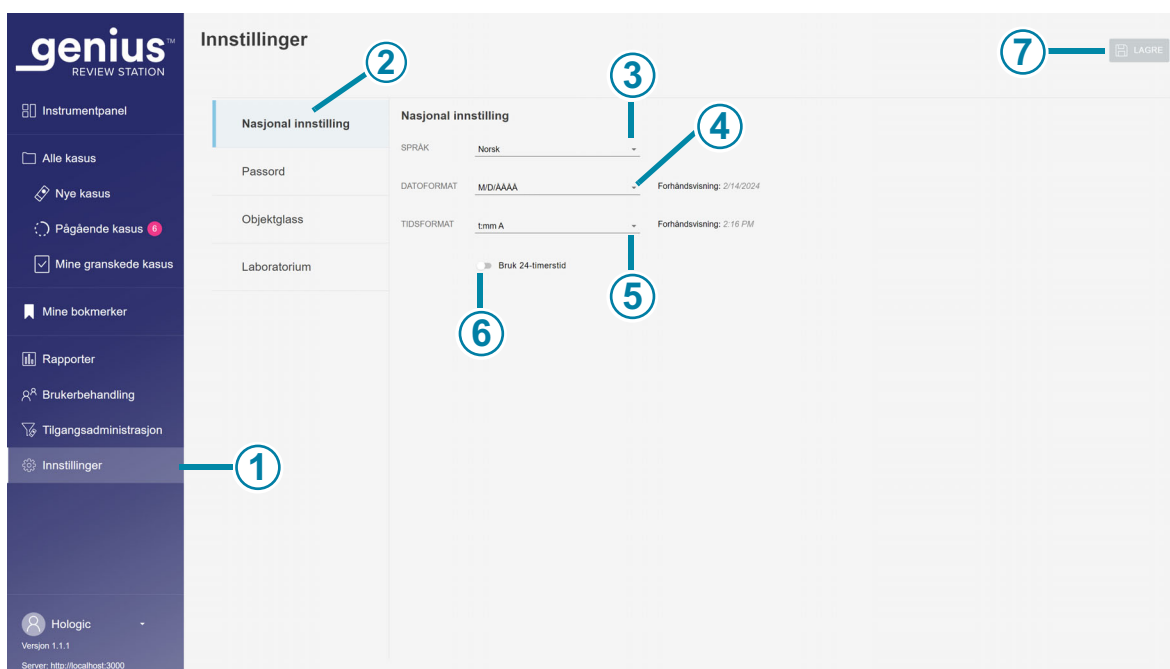 genius™
REVIEW STATION
Instrumentpanel
Alle kasus
Nye kasus
Pågående kasus 6
Mine granskede kasus
Mine bokmerker
Rapporter
Brukerbehandling
Tilgangsadministrasjon
Innstillinger
Hologic
Versjon 1.1.1
Server: http://localhost:3000
Innstillinger
LAGRE
Nasjonal innstilling
Passord
Objektglass
Laboratorium
Nasjonal innstilling
SPRÅK Norsk
DATOFORMAT M/D/ÅÅÅÅ Forhåndsvisning: 2/14/2024
TIDSFORMAT t:mm A Forhåndsvisning: 2:16 PM
Bruk 24-timerstid
1
2
3
4
5
6
7